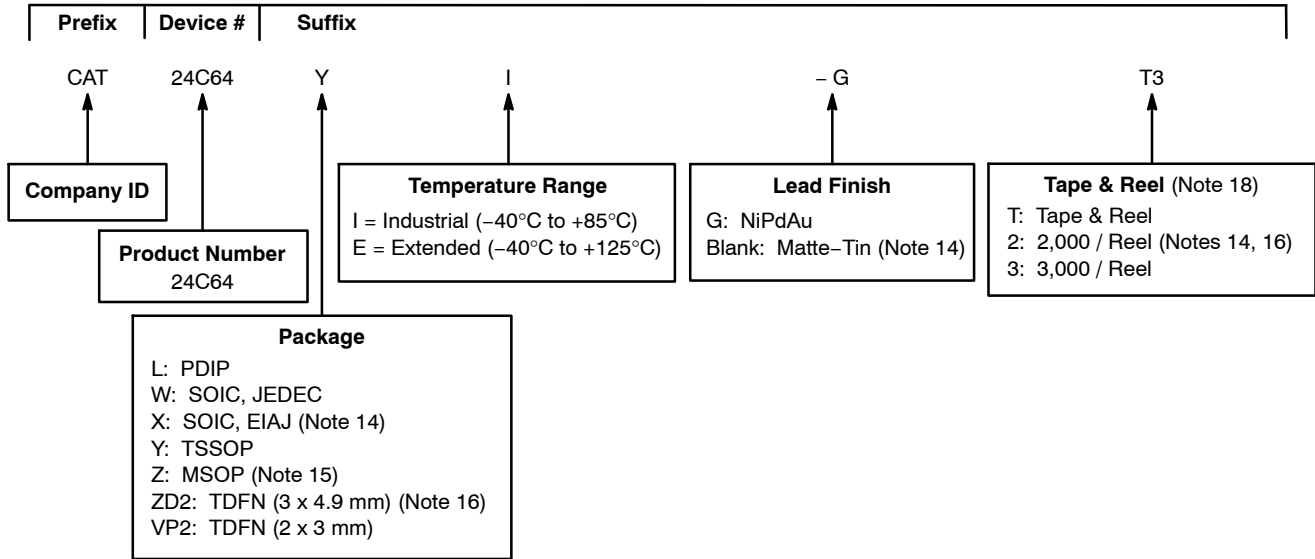 Prefix Device # Suffix
CAT 24C64 Y I – G T3
Company ID
Product Number
24C64
Package
L: PDIP
W: SOIC, JEDEC
X: SOIC, EIAJ (Note 14)
Y: TSSOP
Z: MSOP (Note 15)
ZD2: TDFN (3 x 4.9 mm) (Note 16)
VP2: TDFN (2 x 3 mm)
Temperature Range
I = Industrial (−40°C to +85°C)
E = Extended (−40°C to +125°C)
Lead Finish
G: NiPdAu
Blank: Matte−Tin (Note 14)
Tape & Reel (Note 18)
T: Tape & Reel
2: 2,000 / Reel (Notes 14, 16)
3: 3,000 / Reel